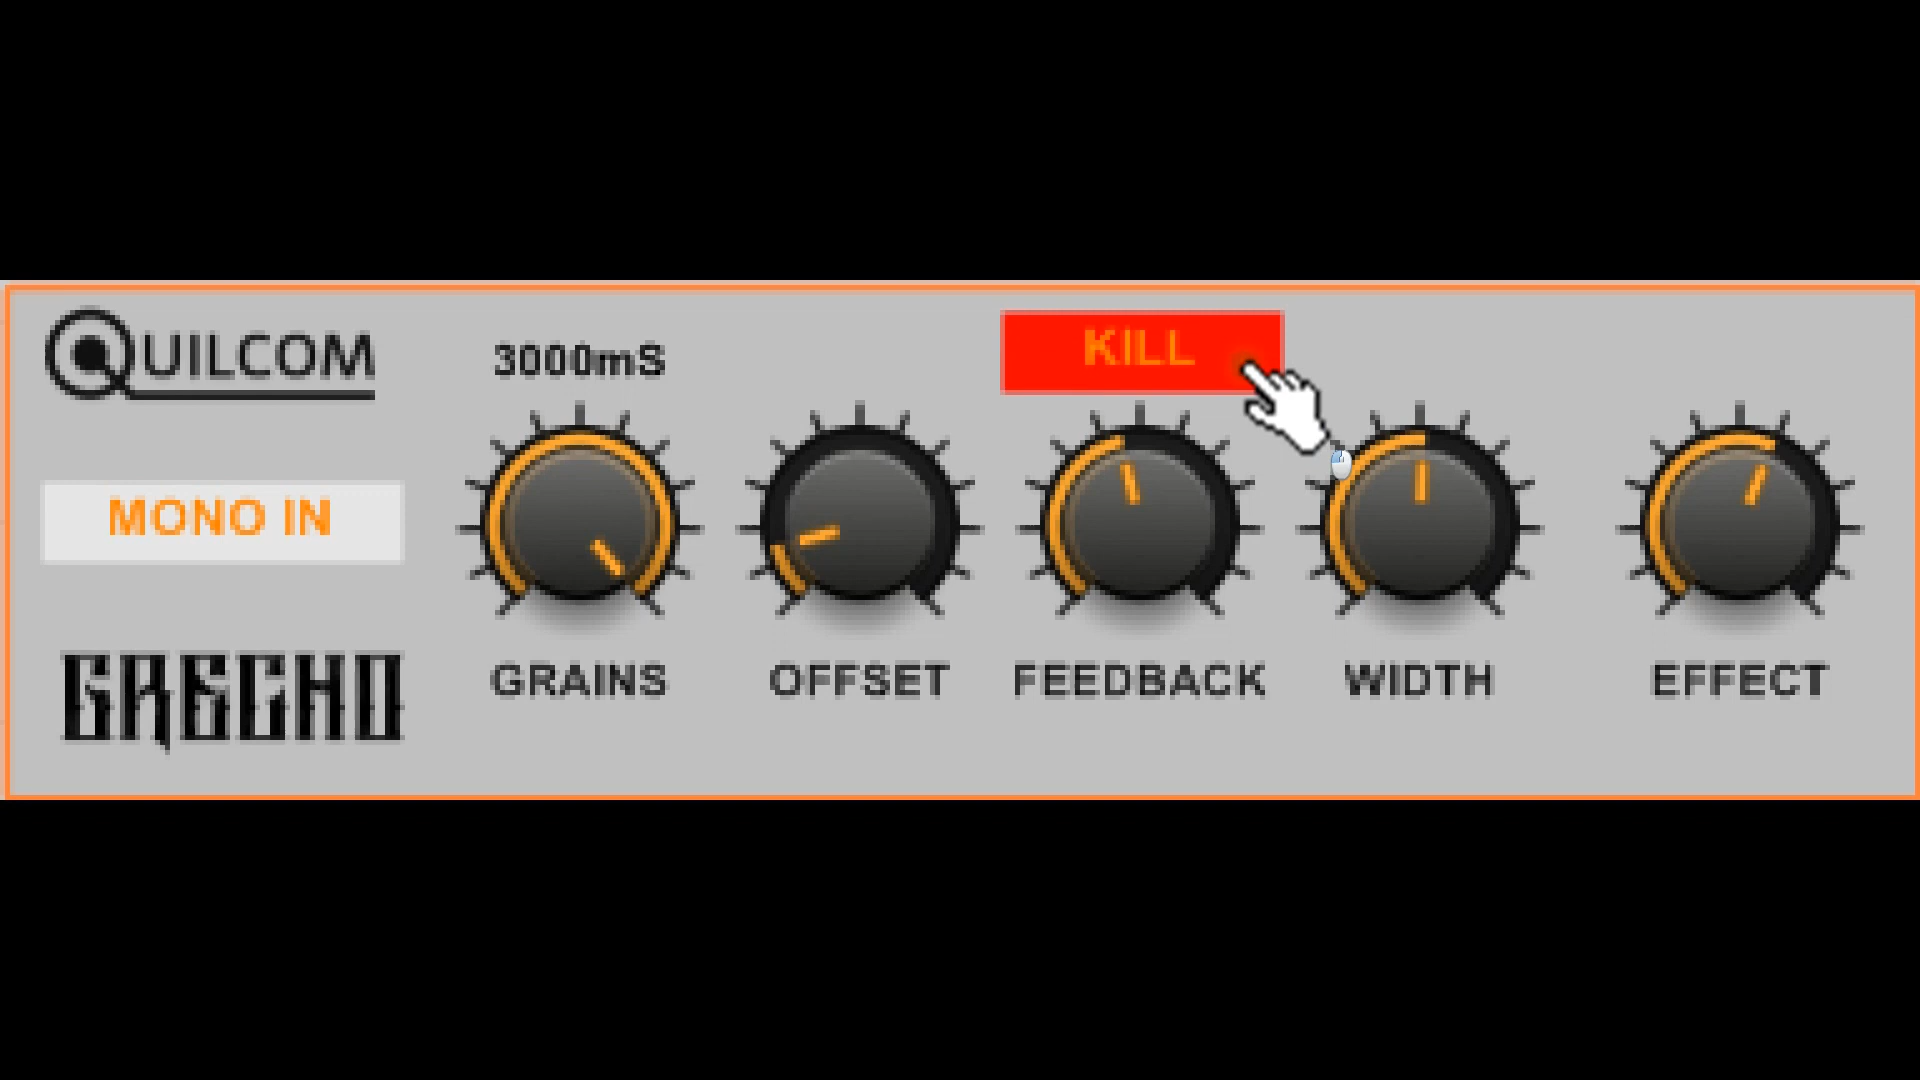 QUILCOM
3000mS
KILL
MONO IN
GRECHO
GRAINS
OFFSET
FEEDBACK
WIDTH
EFFECT